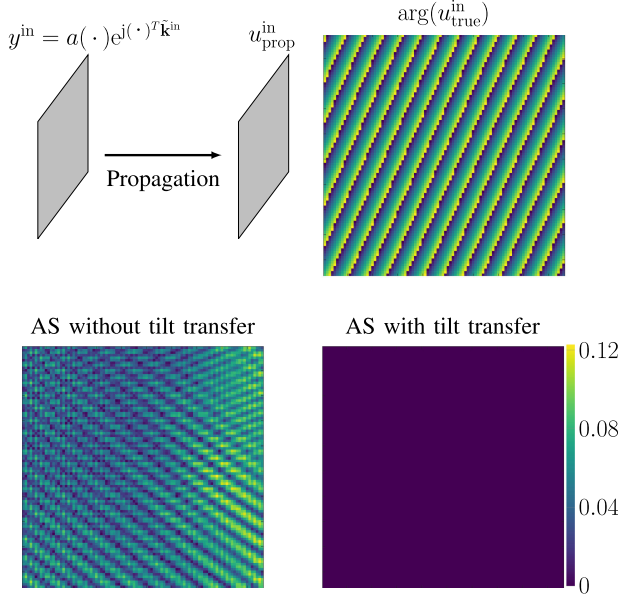 y^in = a(·)e^{j(·)^T k̃^in}
u^in_prop
arg(u^in_true)
Propagation
AS without tilt transfer
AS with tilt transfer
0.12
0.08
0.04
0